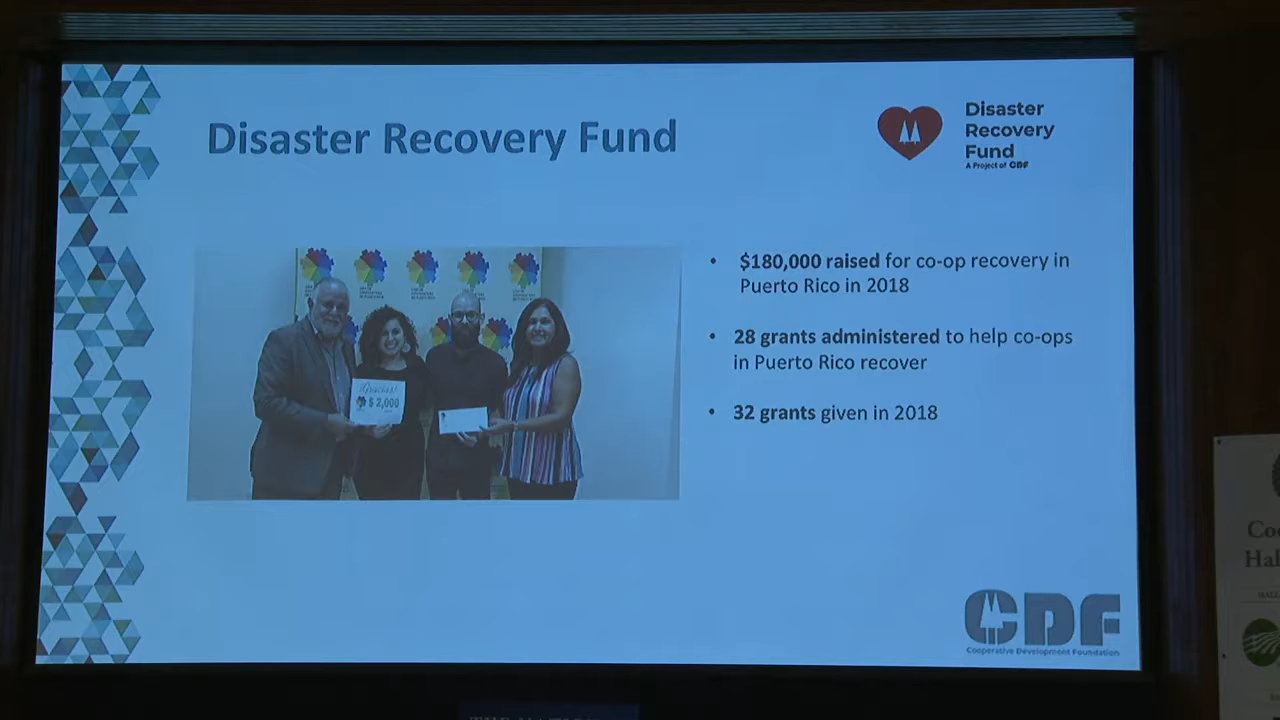 Disaster Recovery Fund
Disaster
Recovery
Fund
A Project of CDF
• $180,000 raised for co-op recovery in
Puerto Rico in 2018
• 28 grants administered to help co-ops
in Puerto Rico recover
• 32 grants given in 2018
¡Gracias!
$ 2,000
CDF
Cooperative Development Foundation